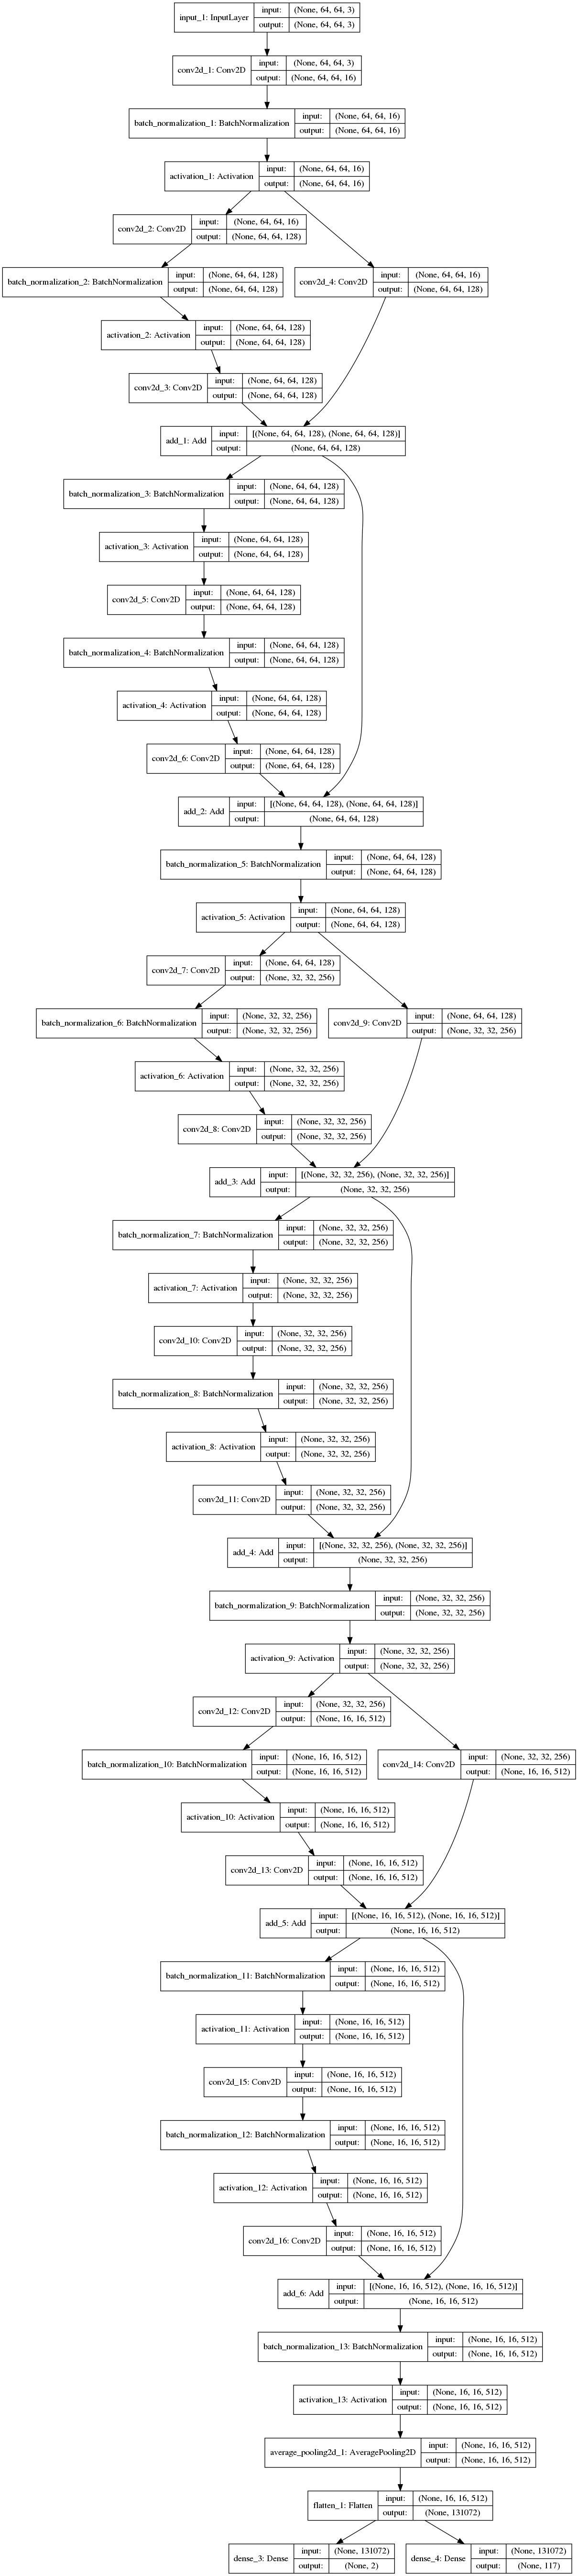 input_1: InputLayer
input: (None, 64, 64, 3)
output: (None, 64, 64, 3)
conv2d_1: Conv2D
input: (None, 64, 64, 3)
output: (None, 64, 64, 16)
batch_normalization_1: BatchNormalization
input: (None, 64, 64, 16)
output: (None, 64, 64, 16)
activation_1: Activation
input: (None, 64, 64, 16)
output: (None, 64, 64, 16)
conv2d_2: Conv2D
input: (None, 64, 64, 16)
output: (None, 64, 64, 128)
batch_normalization_2: BatchNormalization
input: (None, 64, 64, 128)
output: (None, 64, 64, 128)
conv2d_4: Conv2D
input: (None, 64, 64, 16)
output: (None, 64, 64, 128)
activation_2: Activation
input: (None, 64, 64, 128)
output: (None, 64, 64, 128)
conv2d_3: Conv2D
input: (None, 64, 64, 128)
output: (None, 64, 64, 128)
add_1: Add
input: [(None, 64, 64, 128), (None, 64, 64, 128)]
output: (None, 64, 64, 128)
batch_normalization_3: BatchNormalization
input: (None, 64, 64, 128)
output: (None, 64, 64, 128)
activation_3: Activation
input: (None, 64, 64, 128)
output: (None, 64, 64, 128)
conv2d_5: Conv2D
input: (None, 64, 64, 128)
output: (None, 64, 64, 128)
batch_normalization_4: BatchNormalization
input: (None, 64, 64, 128)
output: (None, 64, 64, 128)
activation_4: Activation
input: (None, 64, 64, 128)
output: (None, 64, 64, 128)
conv2d_6: Conv2D
input: (None, 64, 64, 128)
output: (None, 64, 64, 128)
add_2: Add
input: [(None, 64, 64, 128), (None, 64, 64, 128)]
output: (None, 64, 64, 128)
batch_normalization_5: BatchNormalization
input: (None, 64, 64, 128)
output: (None, 64, 64, 128)
activation_5: Activation
input: (None, 64, 64, 128)
output: (None, 64, 64, 128)
conv2d_7: Conv2D
input: (None, 64, 64, 128)
output: (None, 32, 32, 256)
batch_normalization_6: BatchNormalization
input: (None, 32, 32, 256)
output: (None, 32, 32, 256)
conv2d_9: Conv2D
input: (None, 64, 64, 128)
output: (None, 32, 32, 256)
activation_6: Activation
input: (None, 32, 32, 256)
output: (None, 32, 32, 256)
conv2d_8: Conv2D
input: (None, 32, 32, 256)
output: (None, 32, 32, 256)
add_3: Add
input: [(None, 32, 32, 256), (None, 32, 32, 256)]
output: (None, 32, 32, 256)
batch_normalization_7: BatchNormalization
input: (None, 32, 32, 256)
output: (None, 32, 32, 256)
activation_7: Activation
input: (None, 32, 32, 256)
output: (None, 32, 32, 256)
conv2d_10: Conv2D
input: (None, 32, 32, 256)
output: (None, 32, 32, 256)
batch_normalization_8: BatchNormalization
input: (None, 32, 32, 256)
output: (None, 32, 32, 256)
activation_8: Activation
input: (None, 32, 32, 256)
output: (None, 32, 32, 256)
conv2d_11: Conv2D
input: (None, 32, 32, 256)
output: (None, 32, 32, 256)
add_4: Add
input: [(None, 32, 32, 256), (None, 32, 32, 256)]
output: (None, 32, 32, 256)
batch_normalization_9: BatchNormalization
input: (None, 32, 32, 256)
output: (None, 32, 32, 256)
activation_9: Activation
input: (None, 32, 32, 256)
output: (None, 32, 32, 256)
conv2d_12: Conv2D
input: (None, 32, 32, 256)
output: (None, 16, 16, 512)
batch_normalization_10: BatchNormalization
input: (None, 16, 16, 512)
output: (None, 16, 16, 512)
conv2d_14: Conv2D
input: (None, 32, 32, 256)
output: (None, 16, 16, 512)
activation_10: Activation
input: (None, 16, 16, 512)
output: (None, 16, 16, 512)
conv2d_13: Conv2D
input: (None, 16, 16, 512)
output: (None, 16, 16, 512)
add_5: Add
input: [(None, 16, 16, 512), (None, 16, 16, 512)]
output: (None, 16, 16, 512)
batch_normalization_11: BatchNormalization
input: (None, 16, 16, 512)
output: (None, 16, 16, 512)
activation_11: Activation
input: (None, 16, 16, 512)
output: (None, 16, 16, 512)
conv2d_15: Conv2D
input: (None, 16, 16, 512)
output: (None, 16, 16, 512)
batch_normalization_12: BatchNormalization
input: (None, 16, 16, 512)
output: (None, 16, 16, 512)
activation_12: Activation
input: (None, 16, 16, 512)
output: (None, 16, 16, 512)
conv2d_16: Conv2D
input: (None, 16, 16, 512)
output: (None, 16, 16, 512)
add_6: Add
input: [(None, 16, 16, 512), (None, 16, 16, 512)]
output: (None, 16, 16, 512)
batch_normalization_13: BatchNormalization
input: (None, 16, 16, 512)
output: (None, 16, 16, 512)
activation_13: Activation
input: (None, 16, 16, 512)
output: (None, 16, 16, 512)
average_pooling2d_1: AveragePooling2D
input: (None, 16, 16, 512)
output: (None, 16, 16, 512)
flatten_1: Flatten
input: (None, 16, 16, 512)
output: (None, 131072)
dense_3: Dense
input: (None, 131072)
output: (None, 2)
dense_4: Dense
input: (None, 131072)
output: (None, 117)